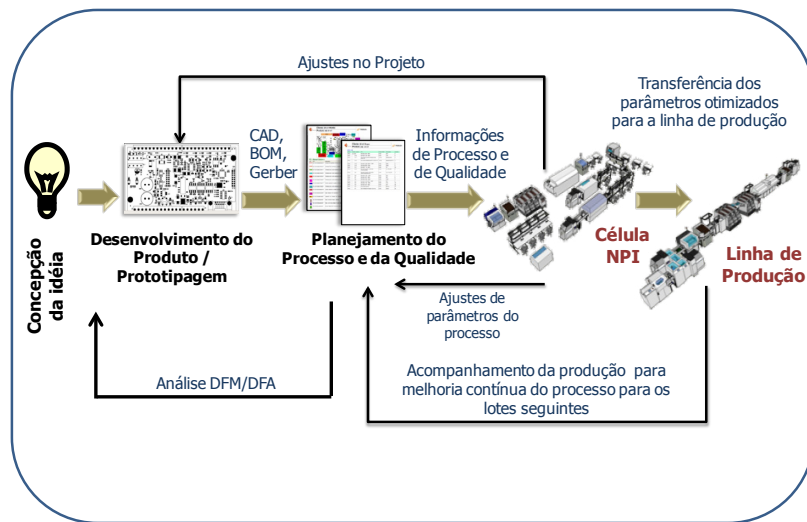 Ajustes no Projeto
Transferência dos
parâmetros otimizados
para a linha de produção
CAD,
BOM,
Gerber
Informações
de Processo e
de Qualidade
Concepção
da idéia
Desenvolvimento do
Produto /
Prototipagem
Planejamento do
Processo e da Qualidade
Célula
NPI
Linha de
Produção
Ajustes de
parâmetros do
processo
Análise DFM/DFA
Acompanhamento da produção para
melhoria contínua do processo para os
lotes seguintes